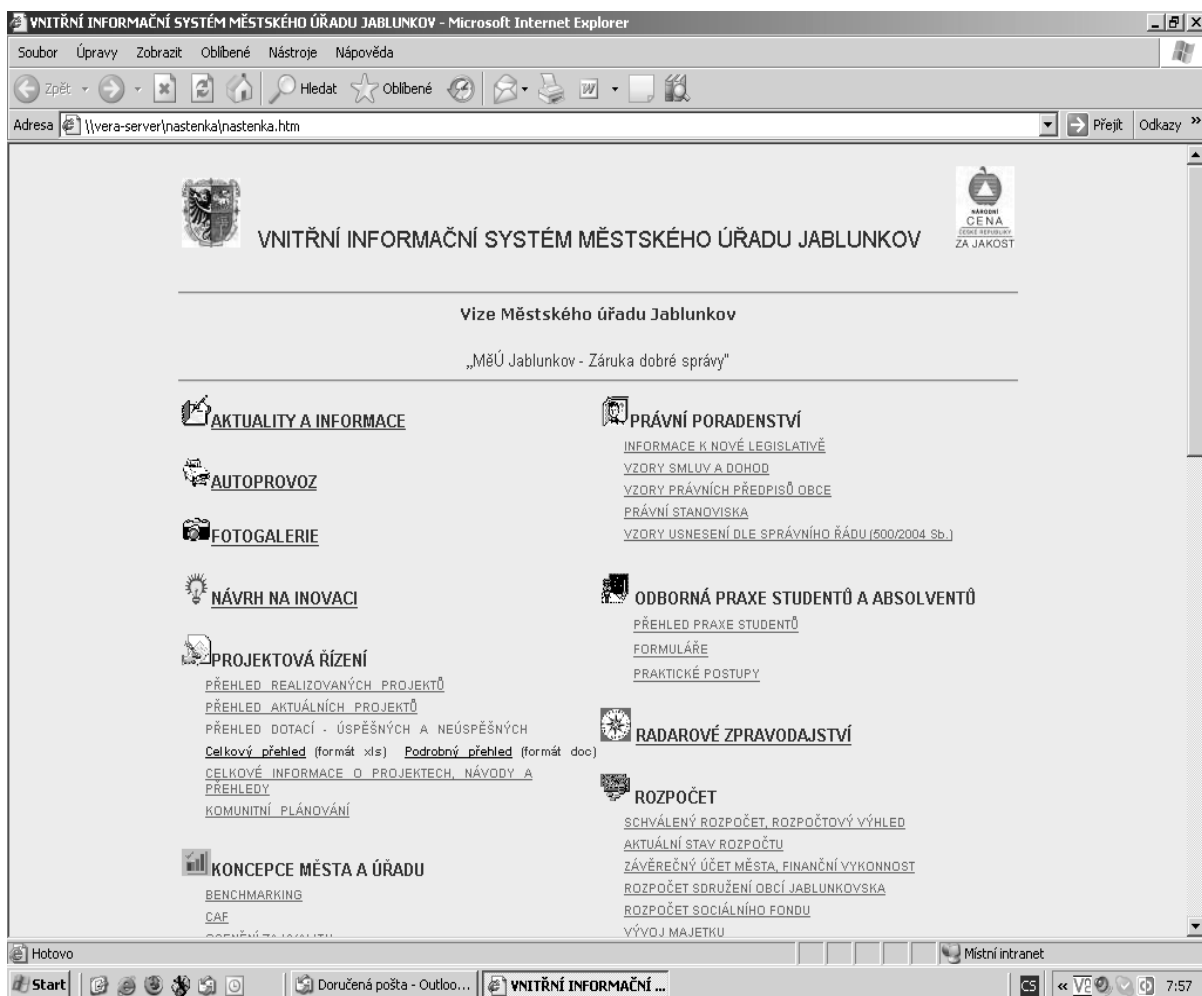 VNITŘNÍ INFORMAČNÍ SYSTÉM MĚSTSKÉHO ÚŘADU JABLUNKOV - Microsoft Internet Explorer
Soubor Úpravy Zobrazit Oblíbené Nástroje Nápověda
Zpět Hledat Oblíbené
Adresa \\vera-server\nastenka\nastenka.htm Přejít Odkazy »
VNITŘNÍ INFORMAČNÍ SYSTÉM MĚSTSKÉHO ÚŘADU JABLUNKOV
NÁRODNÍ
CENA
ČESKÉ REPUBLIKY
ZA JAKOST
Vize Městského úřadu Jablunkov
„MěÚ Jablunkov - Záruka dobré správy"
AKTUALITY A INFORMACE
AUTOPROVOZ
FOTOGALERIE
NÁVRH NA INOVACI
PROJEKTOVÁ ŘÍZENÍ
PŘEHLED REALIZOVANÝCH PROJEKTŮ
PŘEHLED AKTUÁLNÍCH PROJEKTŮ
PŘEHLED DOTACÍ - ÚSPĚŠNÝCH A NEÚSPĚŠNÝCH
Celkový přehled (formát xls) Podrobný přehled (formát doc)
CELKOVÉ INFORMACE O PROJEKTECH, NÁVODY A
PŘEHLEDY
KOMUNITNÍ PLÁNOVÁNÍ
KONCEPCE MĚSTA A ÚŘADU
BENCHMARKING
CAF
PRÁVNÍ PORADENSTVÍ
INFORMACE K NOVÉ LEGISLATIVĚ
VZORY SMLUV A DOHOD
VZORY PRÁVNÍCH PŘEDPISŮ OBCE
PRÁVNÍ STANOVISKA
VZORY USNESENÍ DLE SPRÁVNÍHO ŘÁDU (500/2004 Sb.)
ODBORNÁ PRAXE STUDENTŮ A ABSOLVENTŮ
PŘEHLED PRAXE STUDENTŮ
FORMULÁŘE
PRAKTICKÉ POSTUPY
RADAROVÉ ZPRAVODAJSTVÍ
ROZPOČET
SCHVÁLENÝ ROZPOČET, ROZPOČTOVÝ VÝHLED
AKTUÁLNÍ STAV ROZPOČTU
ZÁVĚREČNÝ ÚČET MĚSTA, FINANČNÍ VYKONNOST
ROZPOČET SDRUŽENÍ OBCÍ JABLUNKOVSKA
ROZPOČET SOCIÁLNÍHO FONDU
VÝVOJ MAJETKU
Hotovo Místní intranet
Start Doručená pošta - Outloo... VNITŘNÍ INFORMAČNÍ ... CS « 7:57